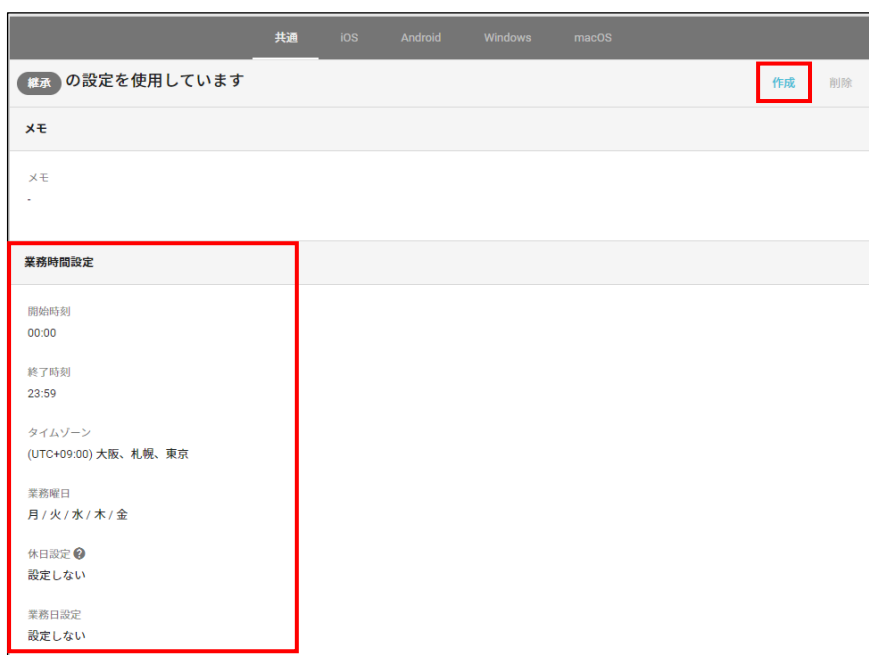 共通 iOS Android Windows macOS
継承 の設定を使用しています 作成 削除
メモ
メモ
-
業務時間設定
開始時刻
00:00
終了時刻
23:59
タイムゾーン
(UTC+09:00) 大阪、札幌、東京
業務曜日
月 / 火 / 水 / 木 / 金
休日設定 ?
設定しない
業務日設定
設定しない